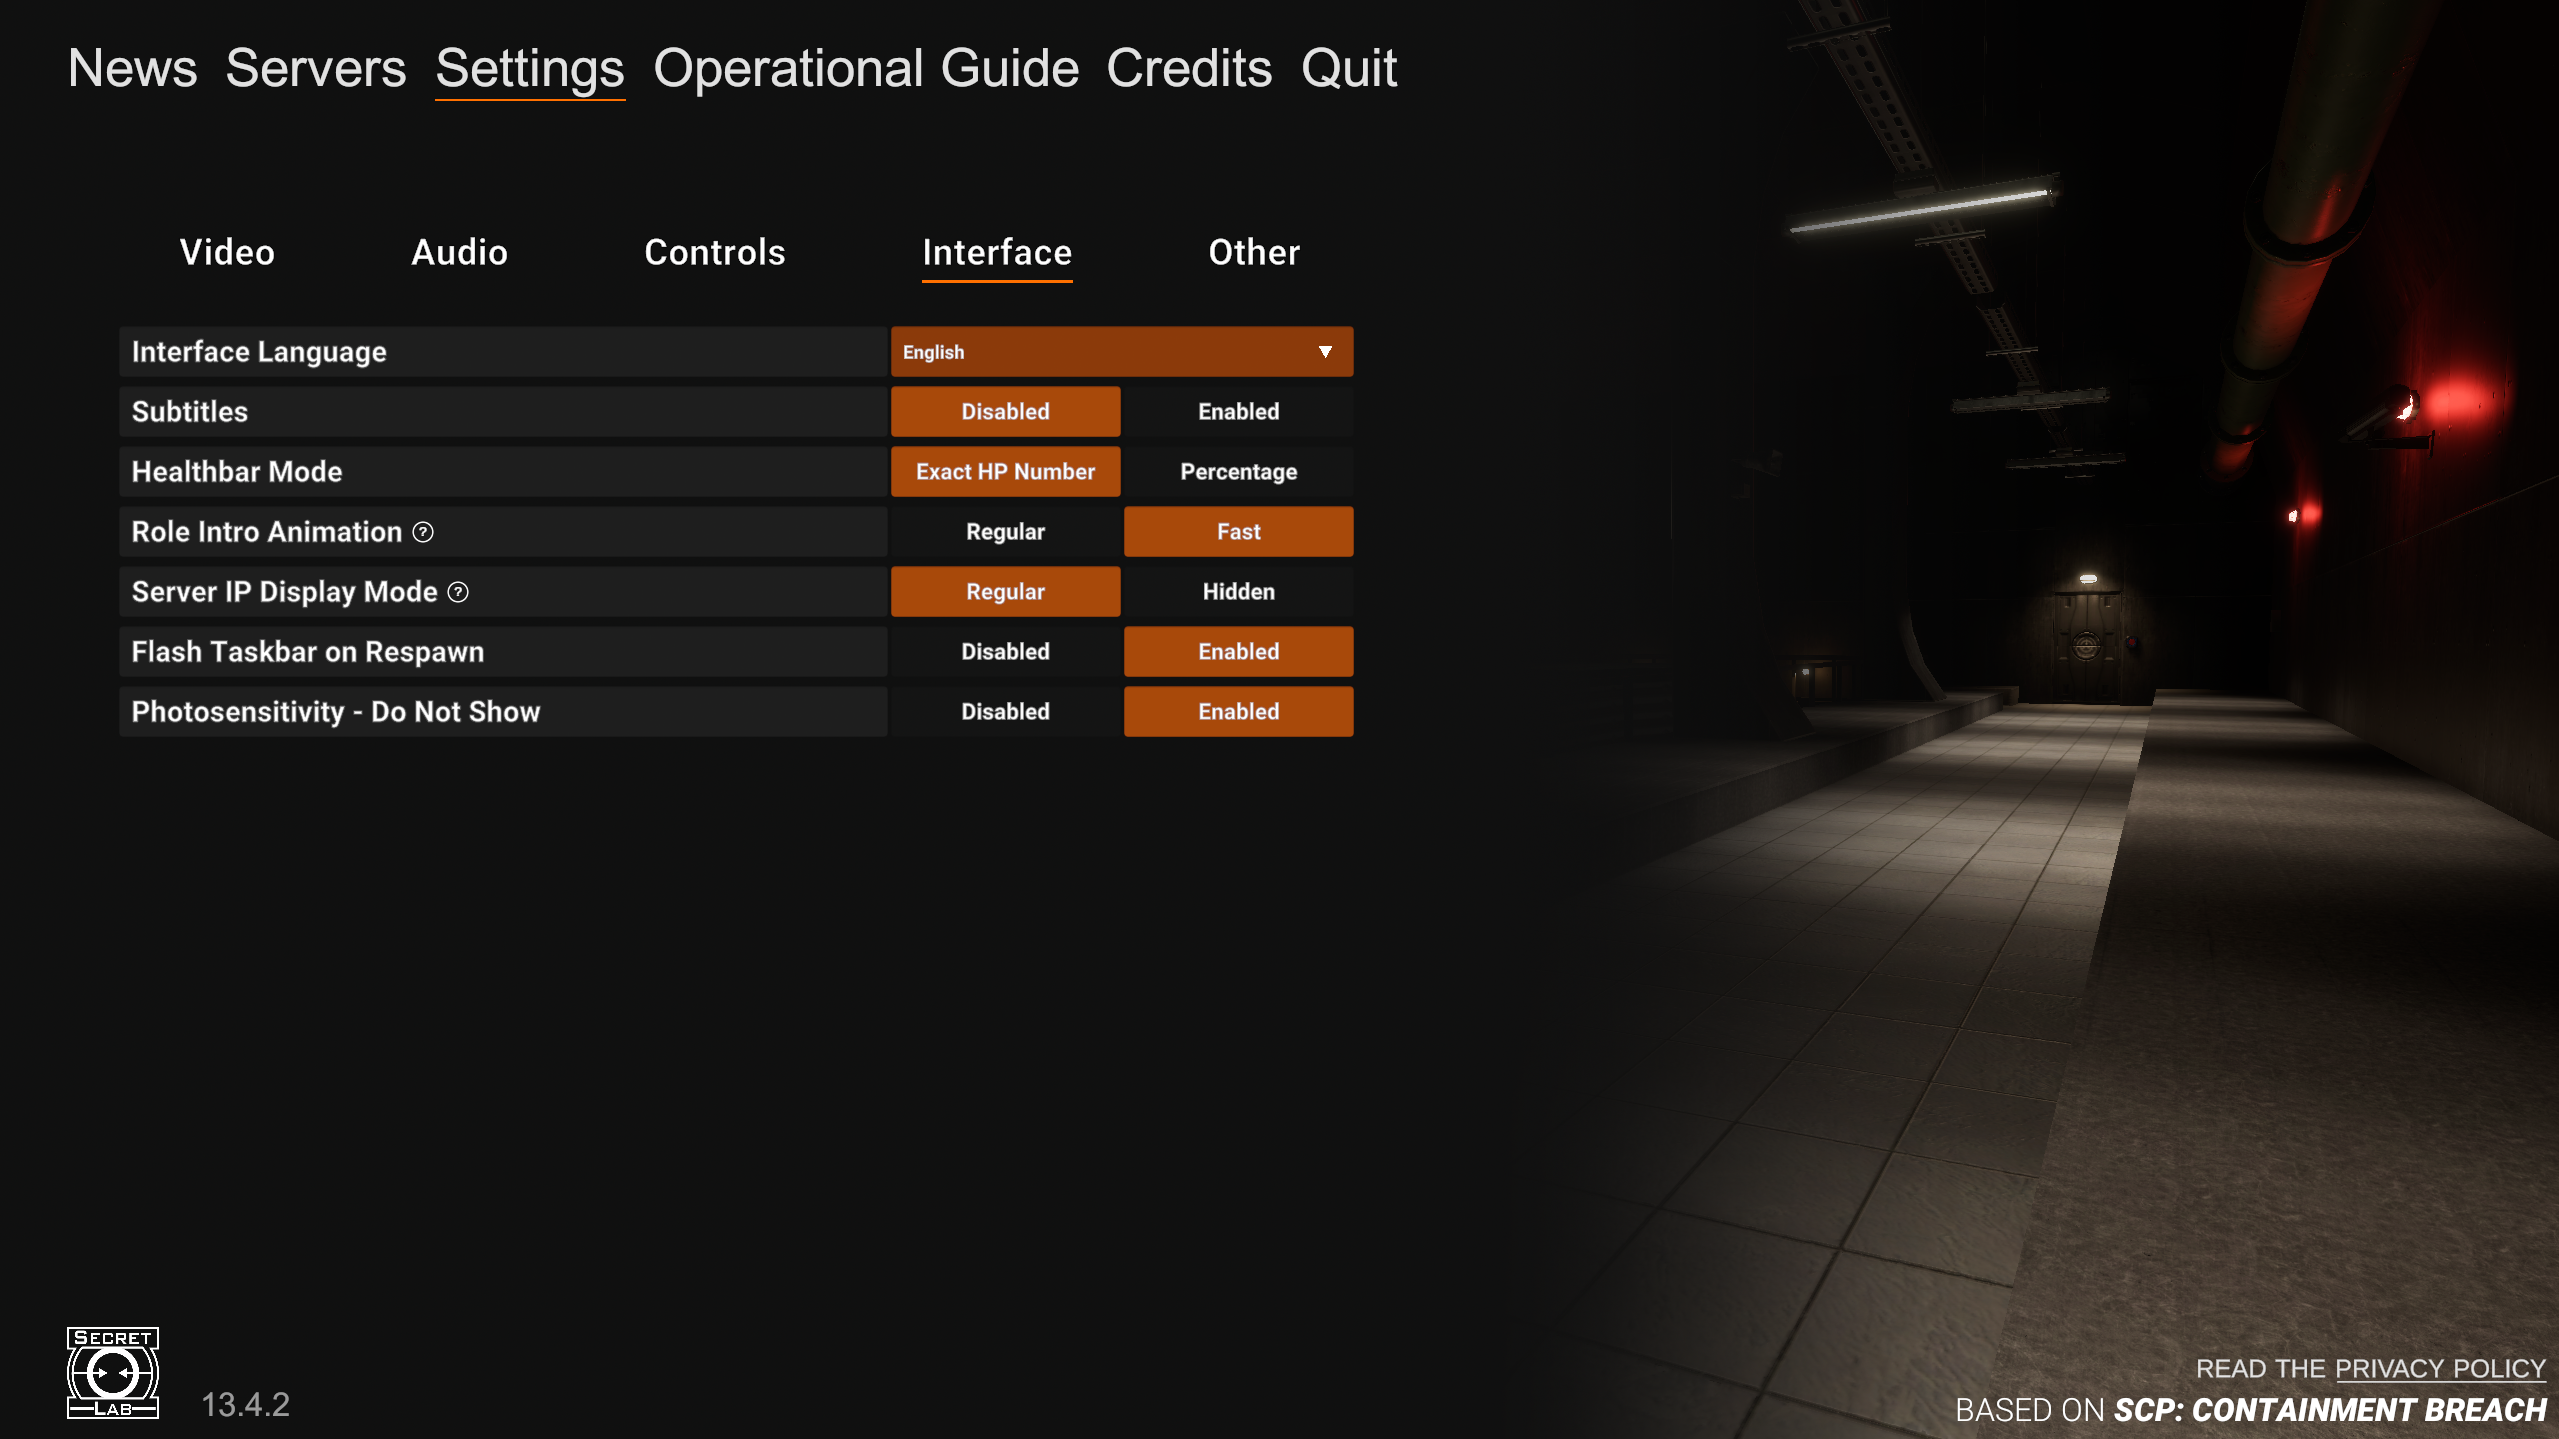 News Servers Settings Operational Guide Credits Quit
Video Audio Controls Interface Other
Interface Language English
Subtitles Disabled Enabled
Healthbar Mode Exact HP Number Percentage
Role Intro Animation ? Regular Fast
Server IP Display Mode ? Regular Hidden
Flash Taskbar on Respawn Disabled Enabled
Photosensitivity - Do Not Show Disabled Enabled
SECRET
LAB
13.4.2
READ THE PRIVACY POLICY
BASED ON SCP: CONTAINMENT BREACH